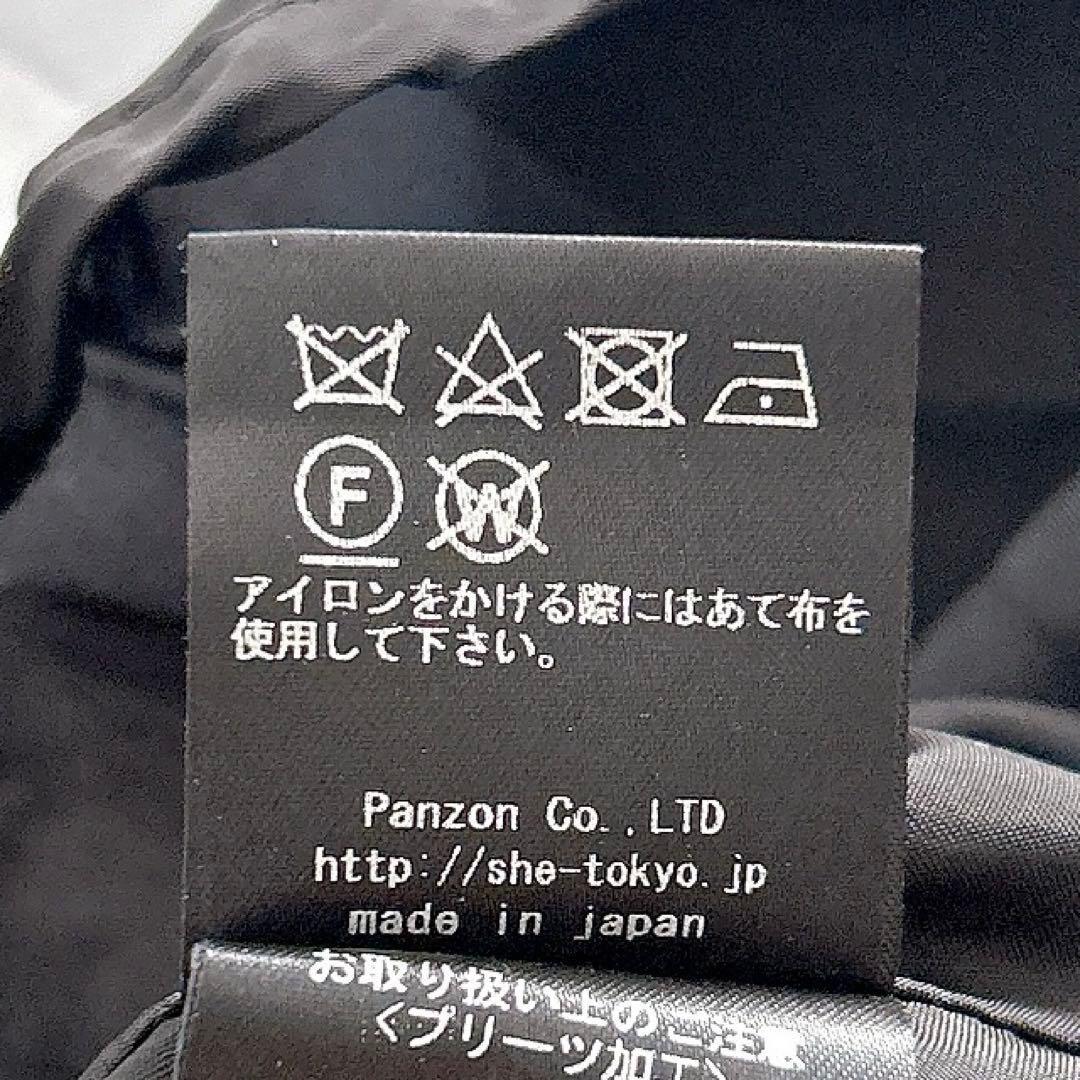 F W
アイロンをかける際にはあて布を
使用して下さい。
Panzon Co.,LTD
http://she-tokyo.jp
made in japan
お取り扱い上のご注意
<プリーツ加工>